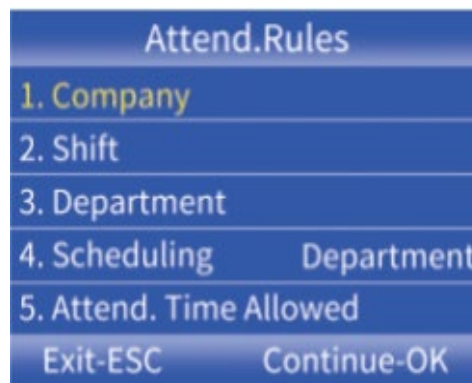 Attend.Rules
1. Company
2. Shift
3. Department
4. Scheduling Department
5. Attend. Time Allowed
Exit-ESC Continue-OK